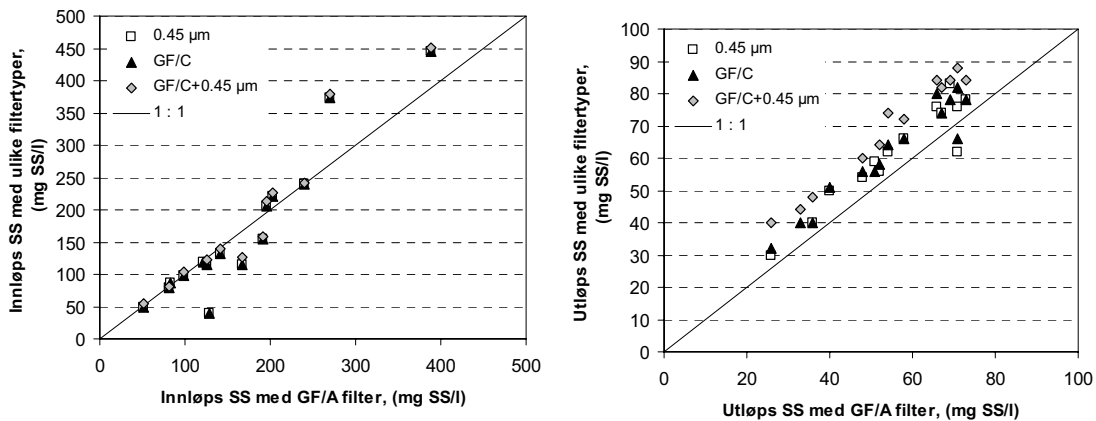 Innløps SS med ulike filtertyper,
(mg SS/l)
500
450
400
350
300
250
200
150
100
50
0
0.45 µm
GF/C
GF/C+0.45 µm
1 : 1
0 100 200 300 400 500
Innløps SS med GF/A filter, (mg SS/l)
Utløps SS med ulike filtertyper,
(mg SS/l)
100
90
80
70
60
50
40
30
20
10
0
0.45 µm
GF/C
GF/C+0.45 µm
1 : 1
0 20 40 60 80 100
Utløps SS med GF/A filter, (mg SS/l)